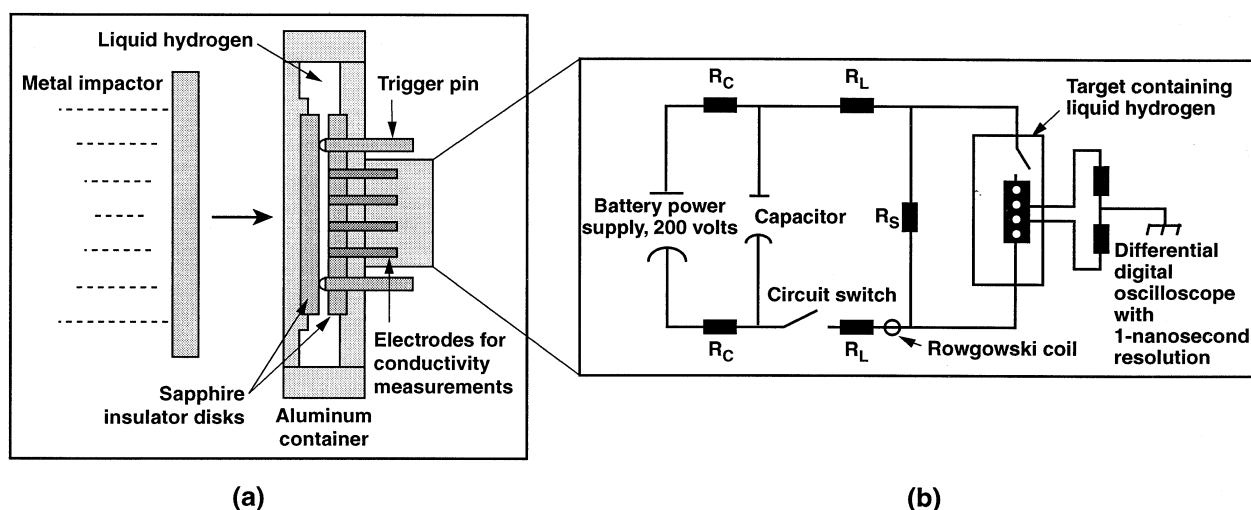 Liquid hydrogen
Metal impactor
Trigger pin
Electrodes for
conductivity
measurements
Sapphire
insulator disks
Aluminum
container
(a)
R_C
R_L
Target containing
liquid hydrogen
Battery power
supply, 200 volts
Capacitor
R_S
Circuit switch
Differential
digital
oscilloscope
with
1-nanosecond
resolution
R_C
R_L
Rowgowski coil
(b)